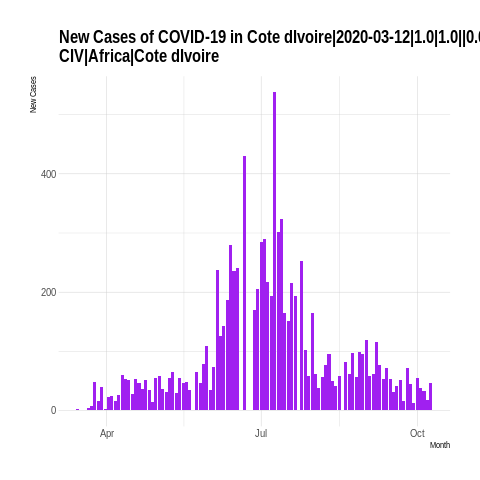 New Cases of COVID-19 in Cote dIvoire|2020-03-12|1.0|1.0||0.0
CIV|Africa|Cote dIvoire
New Cases
400
200
0
Apr
Jul
Oct
Month